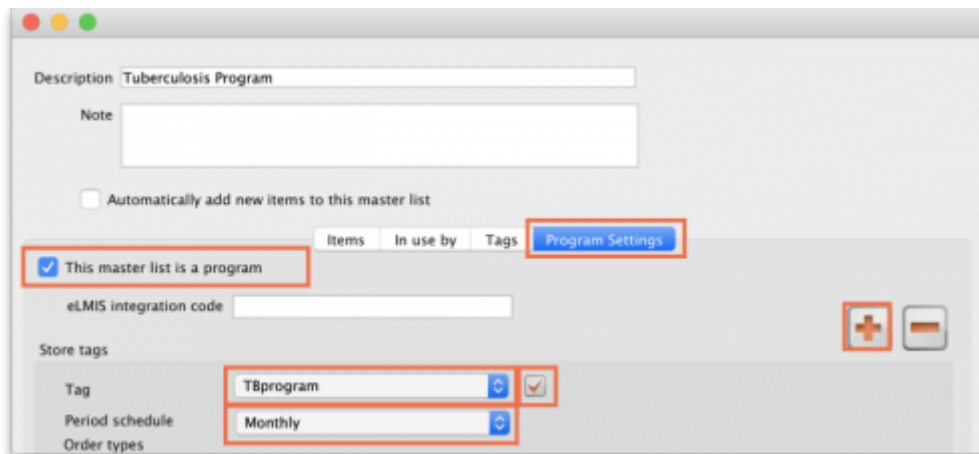 Description Tuberculosis Program
Note
Automatically add new items to this master list
Items In use by Tags Program Settings
This master list is a program
eLMIS integration code
Store tags
Tag TBprogram
Period schedule Monthly
Order types